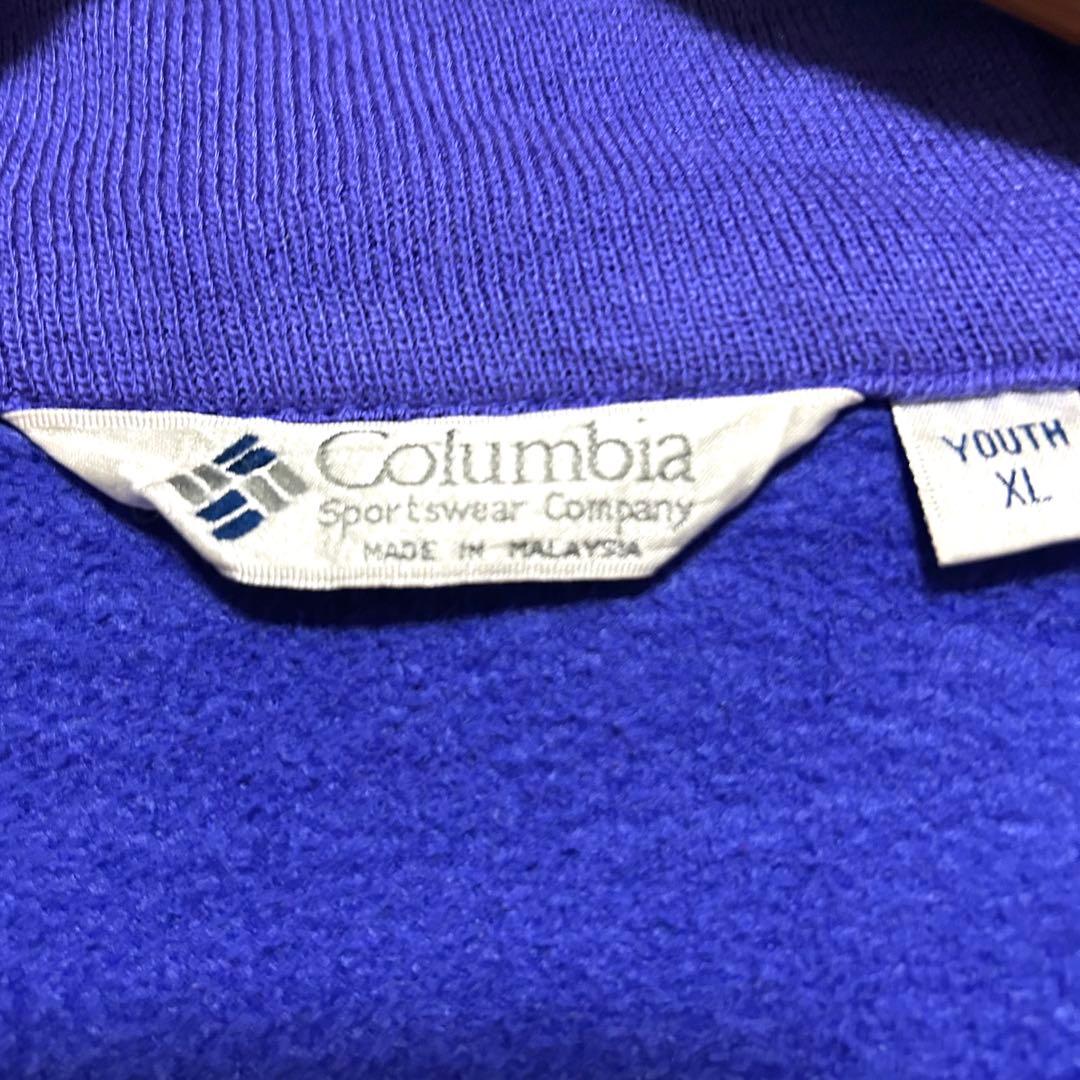 Columbia
Sportswear Company
MADE IN MALAYSIA
YOUTH
XL